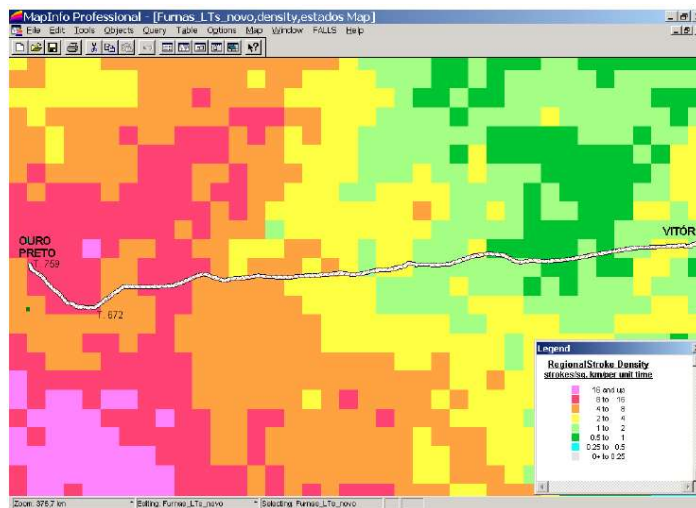 MapInfo Professional - [Furnas_LTs_novo,density,estados Map]
File Edit Tools Objects Query Table Options Map Window FALLS Help
OURO
PRETO
T. 759
T. 672
VITÓR
Legend
Regional Stroke Density
strokes/sq. km/per unit time
16 and up
8 to 16
4 to 8
2 to 4
1 to 2
0.5 to 1
0.25 to 0.5
0+ to 0.25
Zoom: 376.7 km Editing: Furnas_LTs_novo Selecting: Furnas_LTs_novo